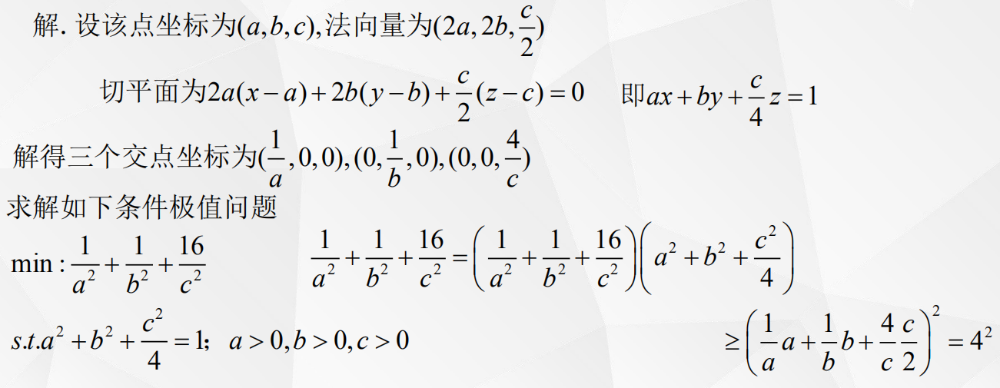 解. 设该点坐标为(a,b,c),法向量为(2a,2b,\frac{c}{2})
切平面为2a(x−a)+2b(y−b)+\frac{c}{2}(z−c)=0 即ax+by+\frac{c}{4}z=1
解得三个交点坐标为(\frac{1}{a},0,0),(0,\frac{1}{b},0),(0,0,\frac{4}{c})
求解如下条件极值问题
min:\frac{1}{a^2}+\frac{1}{b^2}+\frac{16}{c^2} \frac{1}{a^2}+\frac{1}{b^2}+\frac{16}{c^2}=\left(\frac{1}{a^2}+\frac{1}{b^2}+\frac{16}{c^2}\right)\left(a^2+b^2+\frac{c^2}{4}\right)
s.t.a^2+b^2+\frac{c^2}{4}=1; a>0,b>0,c>0 ≥\left(\frac{1}{a}a+\frac{1}{b}b+\frac{4}{c}\frac{c}{2}\right)^2=4^2